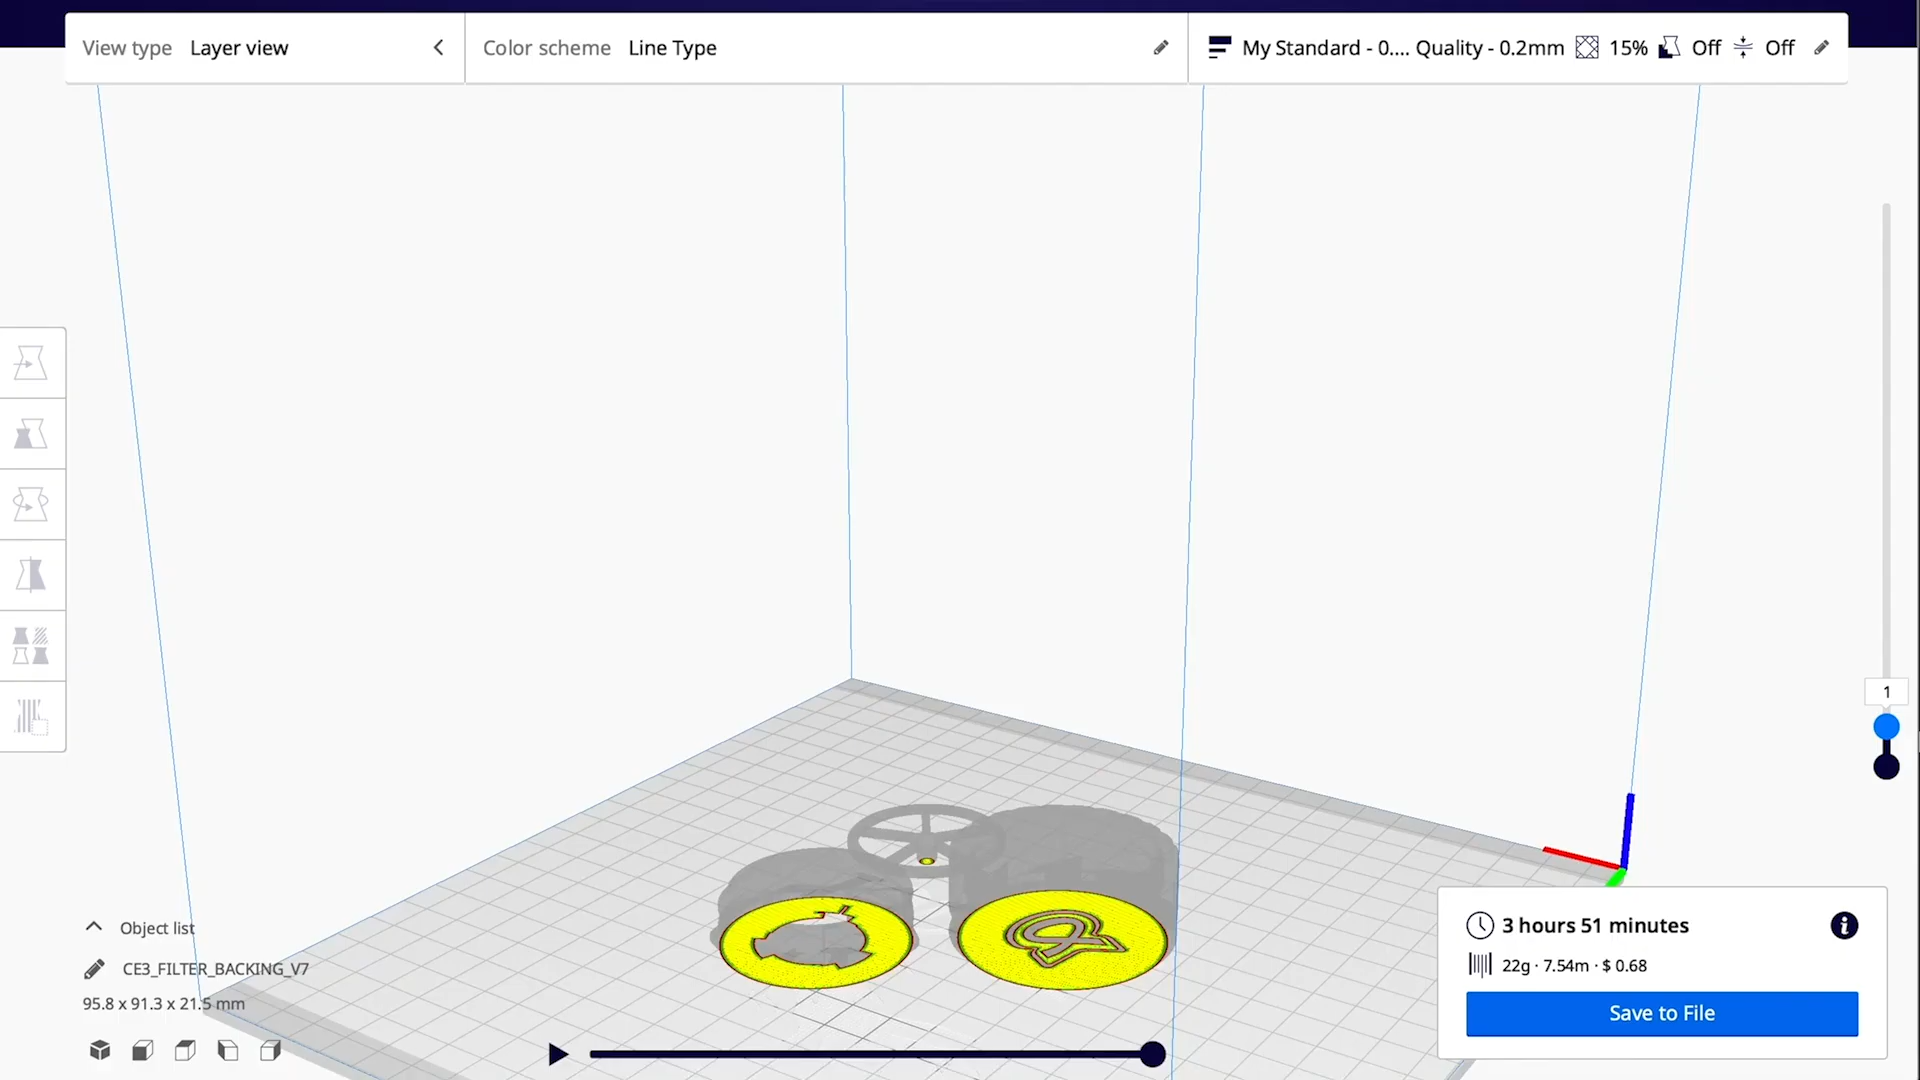 View type Layer view
Color scheme Line Type
My Standard - 0.... Quality - 0.2mm 15% Off Off
1
Object list
CE3_FILTER_BACKING_V7
95.8 x 91.3 x 21.5 mm
3 hours 51 minutes
22g · 7.54m · $ 0.68
Save to File